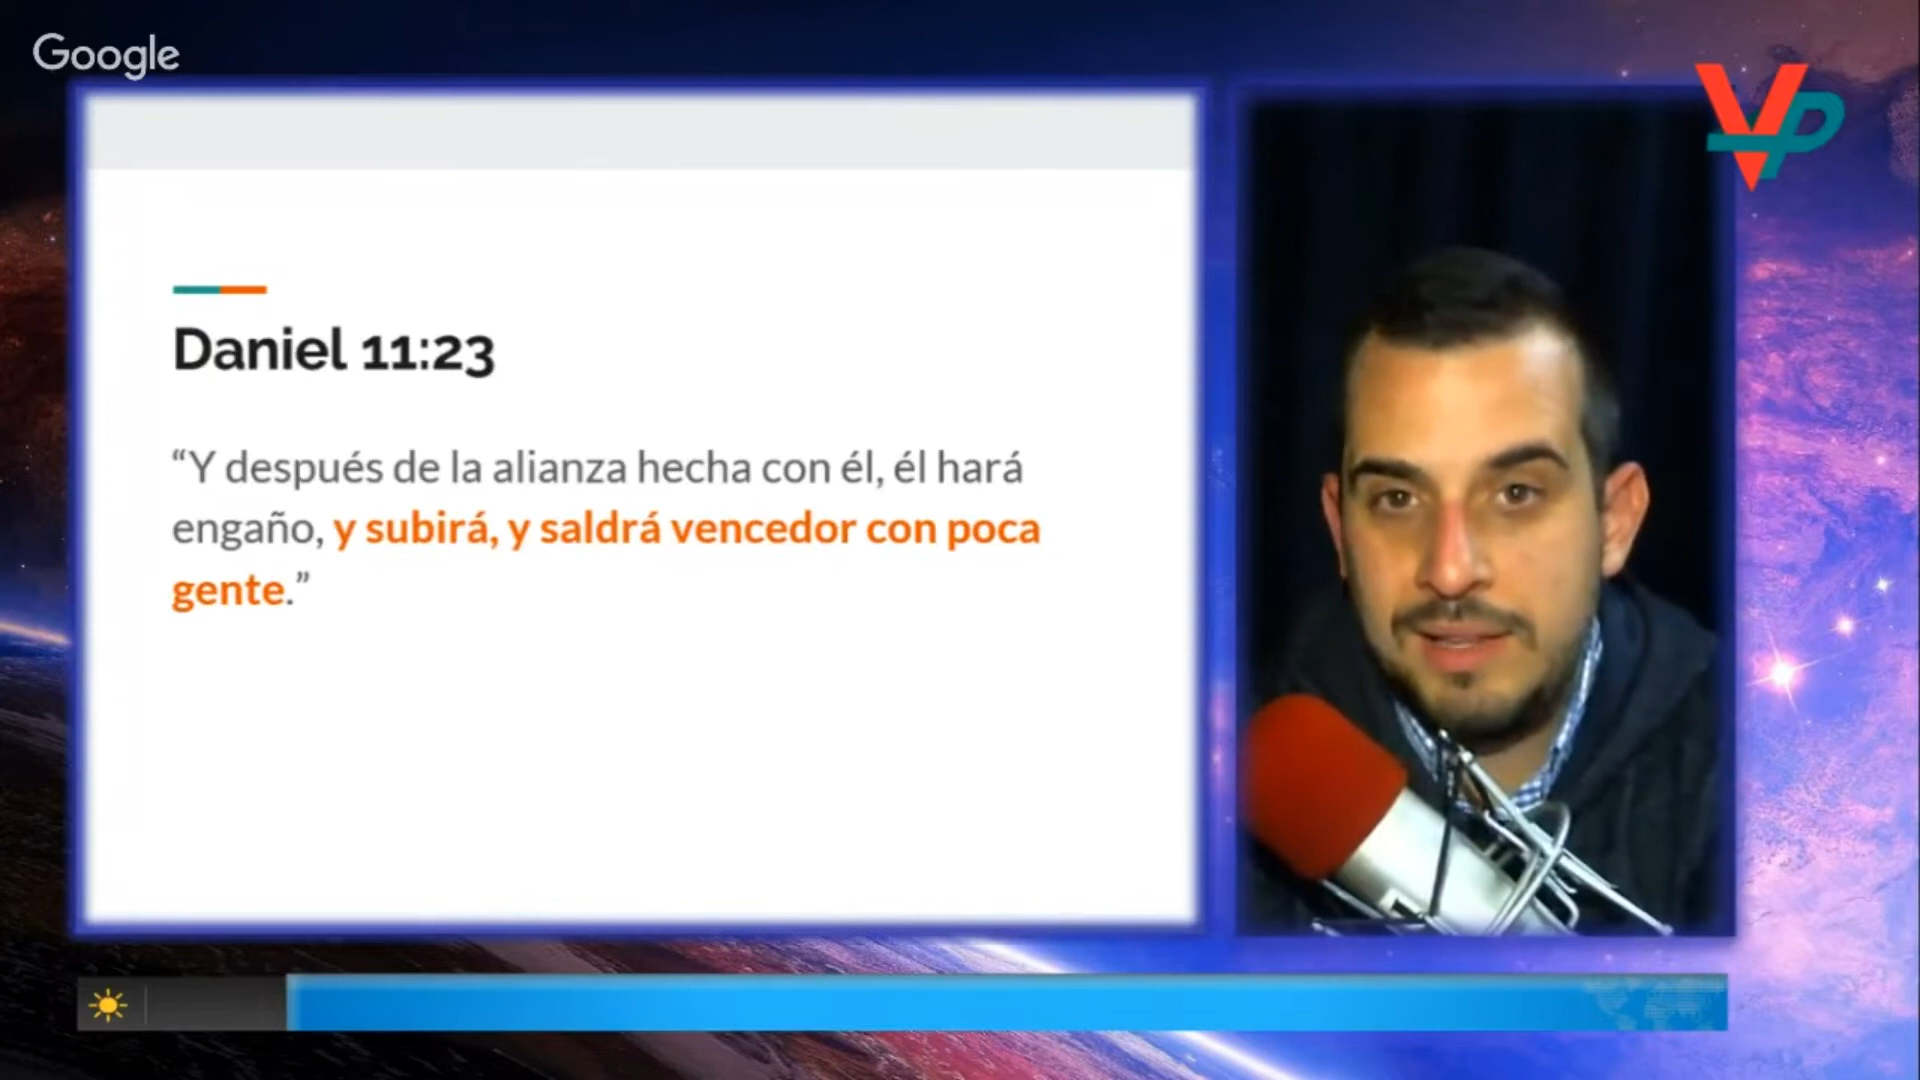 Google
VP
Daniel 11:23
“Y después de la alianza hecha con él, él hará
engaño, y subirá, y saldrá vencedor con poca
gente.”